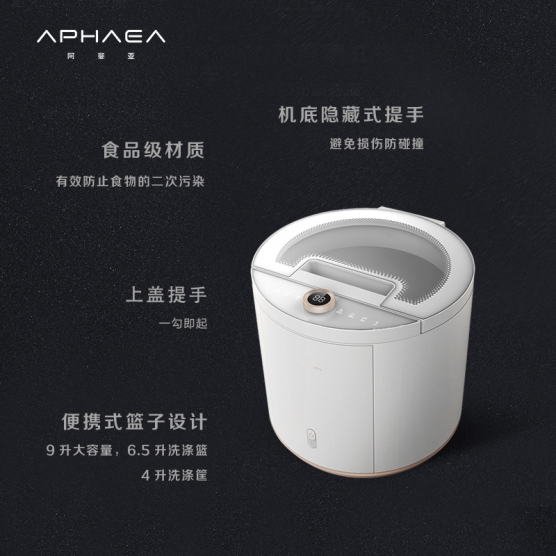 APHAEA
阿斐亚
机底隐藏式提手
避免损伤防碰撞
食品级材质
有效防止食物的二次污染
上盖提手
一勾即起
便携式篮子设计
9升大容量，6.5升洗涤篮
4升洗涤筐